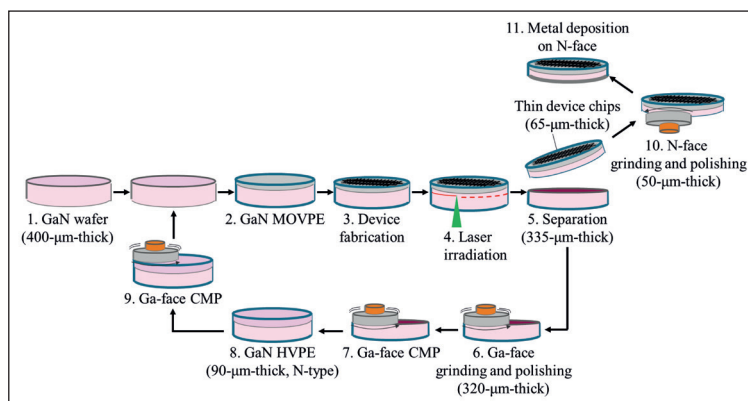 11. Metal deposition
on N-face
Thin device chips
(65-μm-thick)
10. N-face
grinding and polishing
(50-μm-thick)
1. GaN wafer
(400-μm-thick)
2. GaN MOVPE
3. Device
fabrication
4. Laser
irradiation
5. Separation
(335-μm-thick)
9. Ga-face CMP
8. GaN HVPE
(90-μm-thick, N-type)
7. Ga-face CMP
6. Ga-face
grinding and polishing
(320-μm-thick)